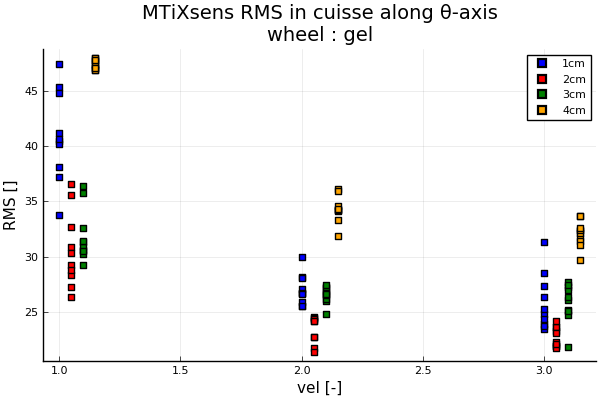 MTiXsens RMS in cuisse along θ-axis
wheel : gel
1cm
2cm
3cm
4cm
RMS []
45
40
35
30
25
1.0
1.5
2.0
2.5
3.0
vel [-]